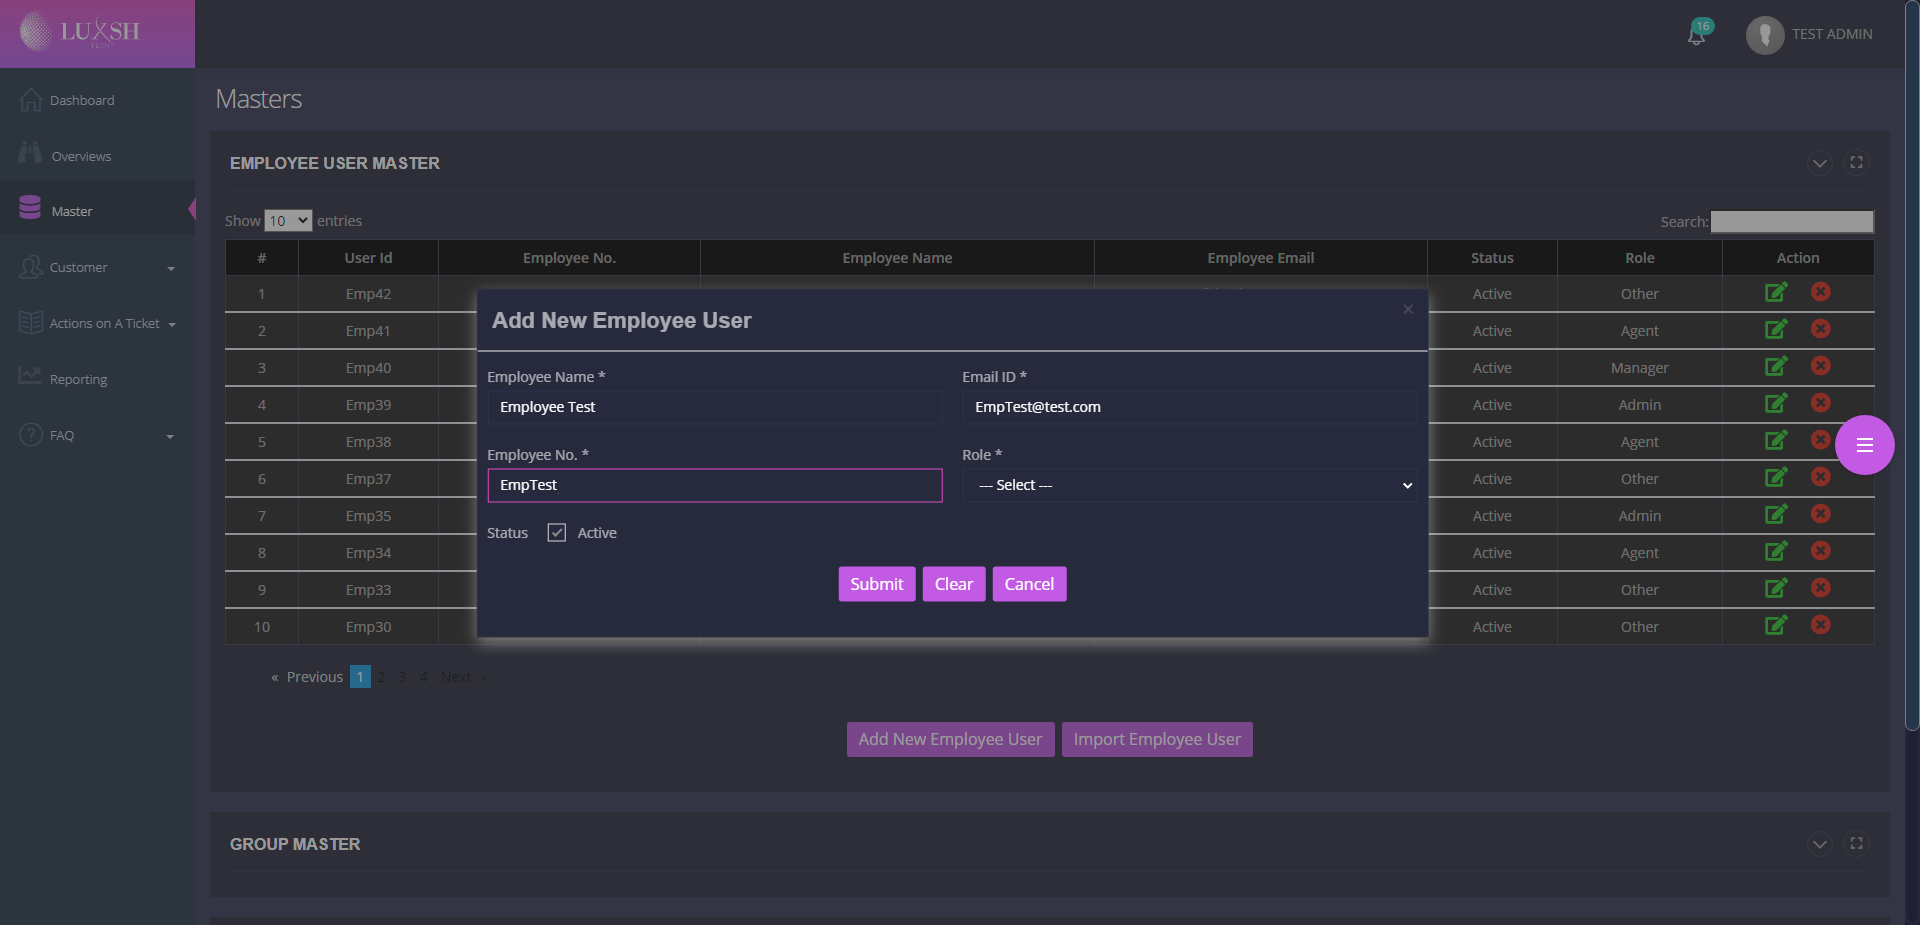 LUXSH
TECH
16
TEST ADMIN
Dashboard
Overviews
Master
Customer
Actions on A Ticket
Reporting
FAQ
Masters
EMPLOYEE USER MASTER
Show 10 entries
Search:
# User Id Employee No. Employee Name Employee Email Status Role Action
1 Emp42 Active Other
2 Emp41 Active Agent
3 Emp40 Active Manager
4 Emp39 Active Admin
5 Emp38 Active Agent
6 Emp37 Active Other
7 Emp35 Active Admin
8 Emp34 Active Agent
9 Emp33 Active Other
10 Emp30 Active Other
Add New Employee User ×
Employee Name * Email ID *
Employee Test EmpTest@test.com
Employee No. * Role *
EmpTest --- Select ---
Status Active
Submit Clear Cancel
« Previous 1 2 3 4 Next »
Add New Employee User Import Employee User
GROUP MASTER